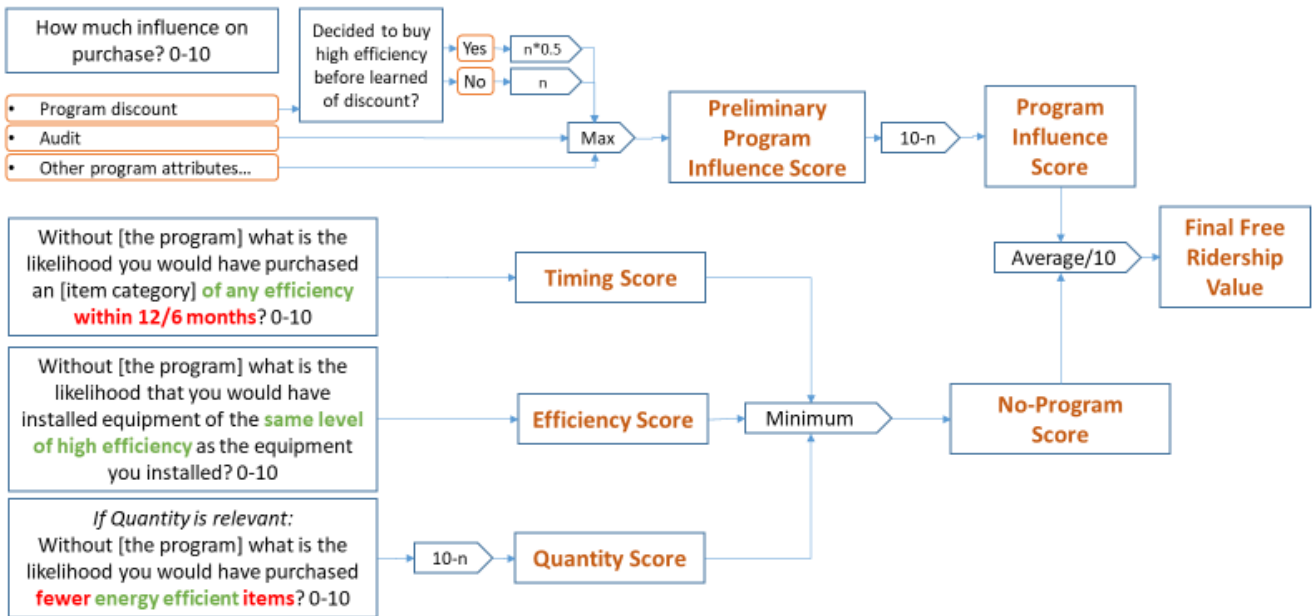 How much influence on
purchase? 0-10
Decided to buy
high efficiency
before learned
of discount?
Yes
n*0.5
No
n
• Program discount
• Audit
• Other program attributes…
Max
Preliminary
Program
Influence Score
10-n
Program
Influence
Score
Without [the program] what is the
likelihood you would have purchased
an [item category] of any efficiency
within 12/6 months? 0-10
Timing Score
Average/10
Final Free
Ridership
Value
Without [the program] what is the
likelihood that you would have
installed equipment of the same level
of high efficiency as the equipment
you installed? 0-10
Efficiency Score
Minimum
No-Program
Score
If Quantity is relevant:
Without [the program] what is the
likelihood you would have purchased
fewer energy efficient items? 0-10
10-n
Quantity Score